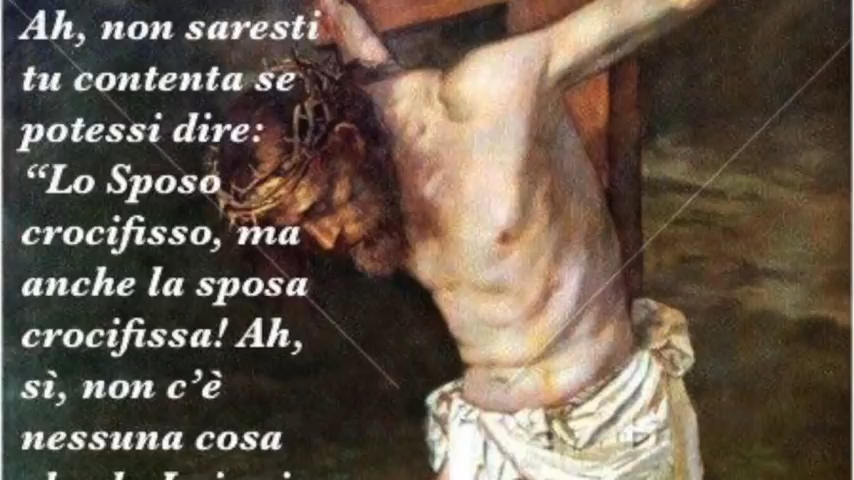 Ah, non saresti
tu contenta se
potessi dire:
“Lo Sposo
crocifisso, ma
anche la sposa
crocifissa! Ah,
sì, non c’è
nessuna cosa